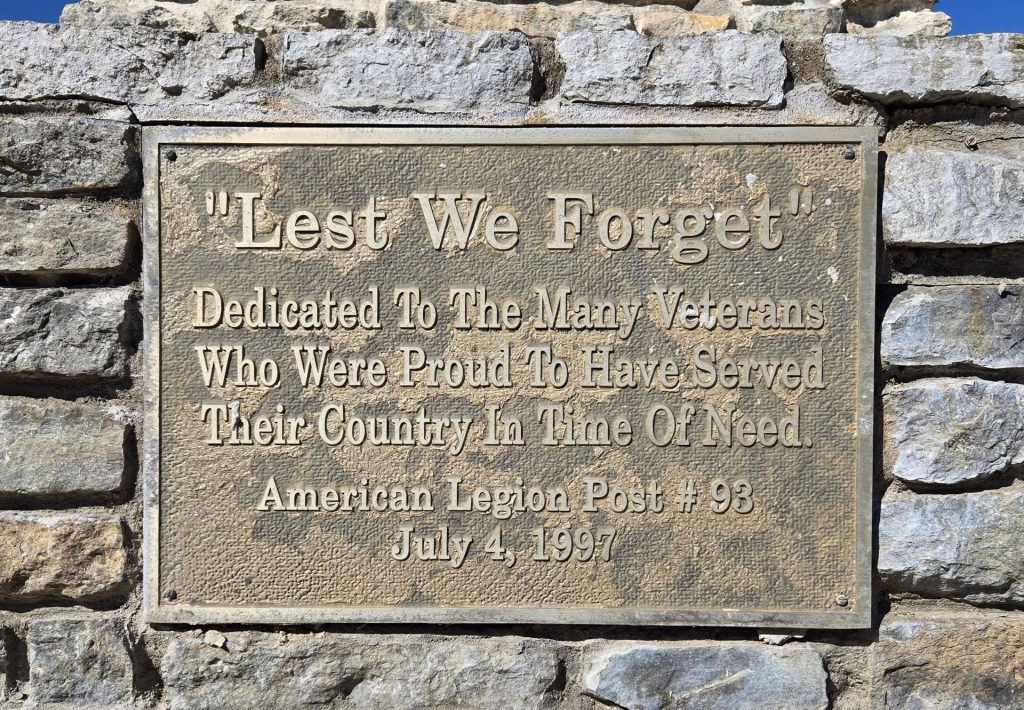 "Lest We Forget"
Dedicated To The Many Veterans
Who Were Proud To Have Served
Their Country In Time Of Need.
American Legion Post # 93
July 4, 1997